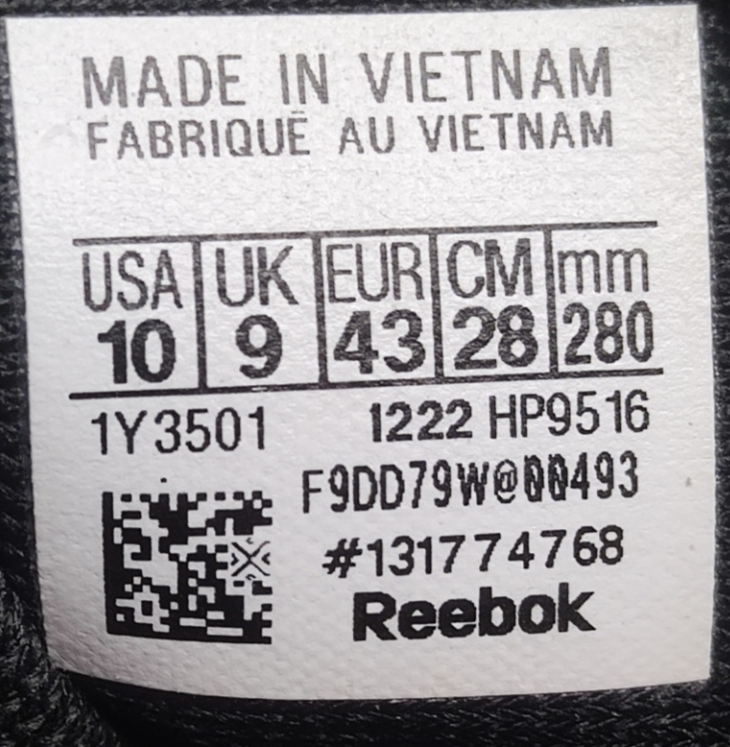 MADE IN VIETNAM
FABRIQUÉ AU VIETNAM
USA UK EUR CM mm
10 9 43 28 280
1Y3501 1222 HP9516
F9DD79W@00493
#131774768
Reebok